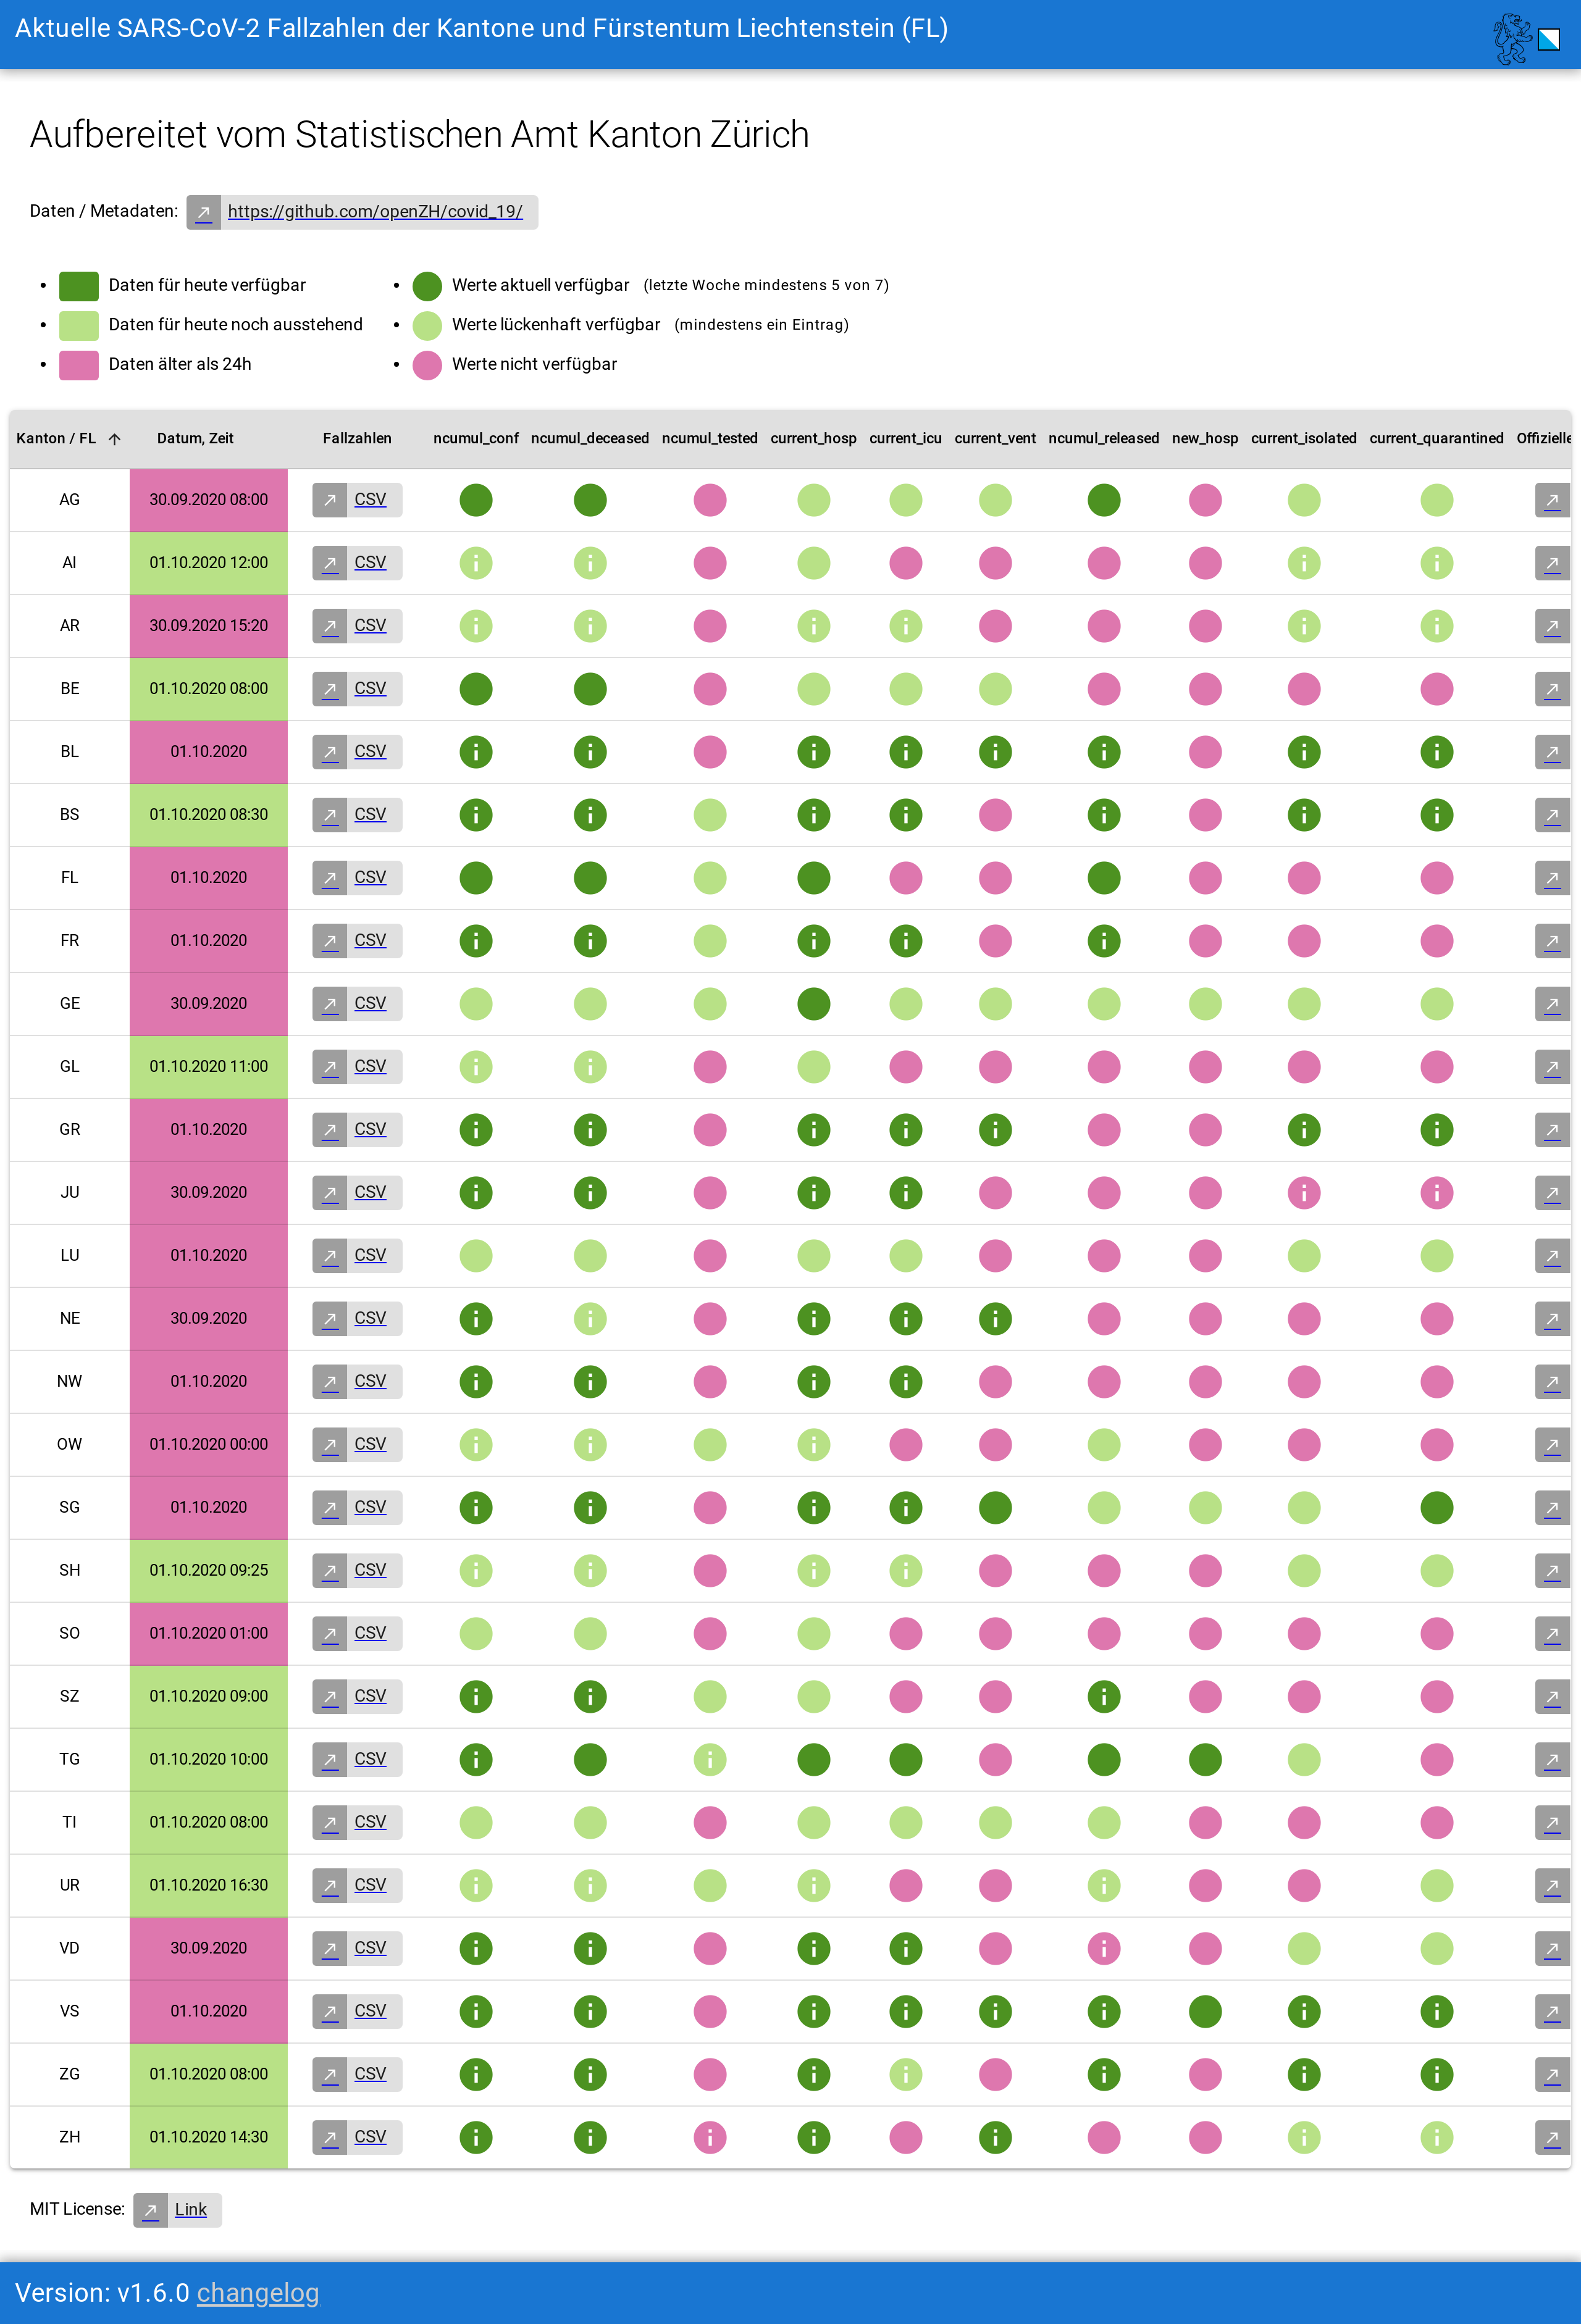 Aktuelle SARS-CoV-2 Fallzahlen der Kantone und Fürstentum Liechtenstein (FL)
Aufbereitet vom Statistischen Amt Kanton Zürich
Daten / Metadaten: https://github.com/openZH/covid_19/
Daten für heute verfügbar
Daten für heute noch ausstehend
Daten älter als 24h
Werte aktuell verfügbar (letzte Woche mindestens 5 von 7)
Werte lückenhaft verfügbar (mindestens ein Eintrag)
Werte nicht verfügbar
Kanton / FL Datum, Zeit Fallzahlen ncumul_conf ncumul_deceased ncumul_tested current_hosp current_icu current_vent ncumul_released new_hosp current_isolated current_quarantined Offizielle
AG 30.09.2020 08:00 CSV
AI 01.10.2020 12:00 CSV
AR 30.09.2020 15:20 CSV
BE 01.10.2020 08:00 CSV
BL 01.10.2020 CSV
BS 01.10.2020 08:30 CSV
FL 01.10.2020 CSV
FR 01.10.2020 CSV
GE 30.09.2020 CSV
GL 01.10.2020 11:00 CSV
GR 01.10.2020 CSV
JU 30.09.2020 CSV
LU 01.10.2020 CSV
NE 30.09.2020 CSV
NW 01.10.2020 CSV
OW 01.10.2020 00:00 CSV
SG 01.10.2020 CSV
SH 01.10.2020 09:25 CSV
SO 01.10.2020 01:00 CSV
SZ 01.10.2020 09:00 CSV
TG 01.10.2020 10:00 CSV
TI 01.10.2020 08:00 CSV
UR 01.10.2020 16:30 CSV
VD 30.09.2020 CSV
VS 01.10.2020 CSV
ZG 01.10.2020 08:00 CSV
ZH 01.10.2020 14:30 CSV
MIT License: Link
Version: v1.6.0 changelog